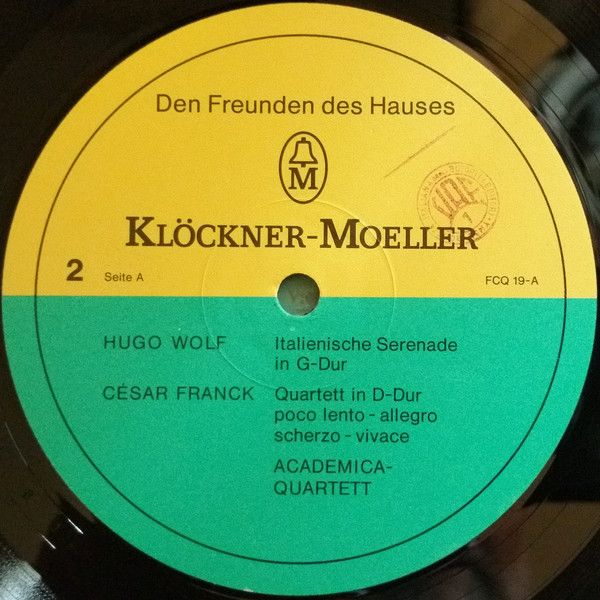 Den Freunden des Hauses
M
KLÖCKNER-MOELLER
2 Seite A FCQ 19-A
HUGO WOLF Italienische Serenade
in G-Dur
CÉSAR FRANCK Quartett in D-Dur
poco lento - allegro
scherzo - vivace
ACADEMICA-
QUARTETT